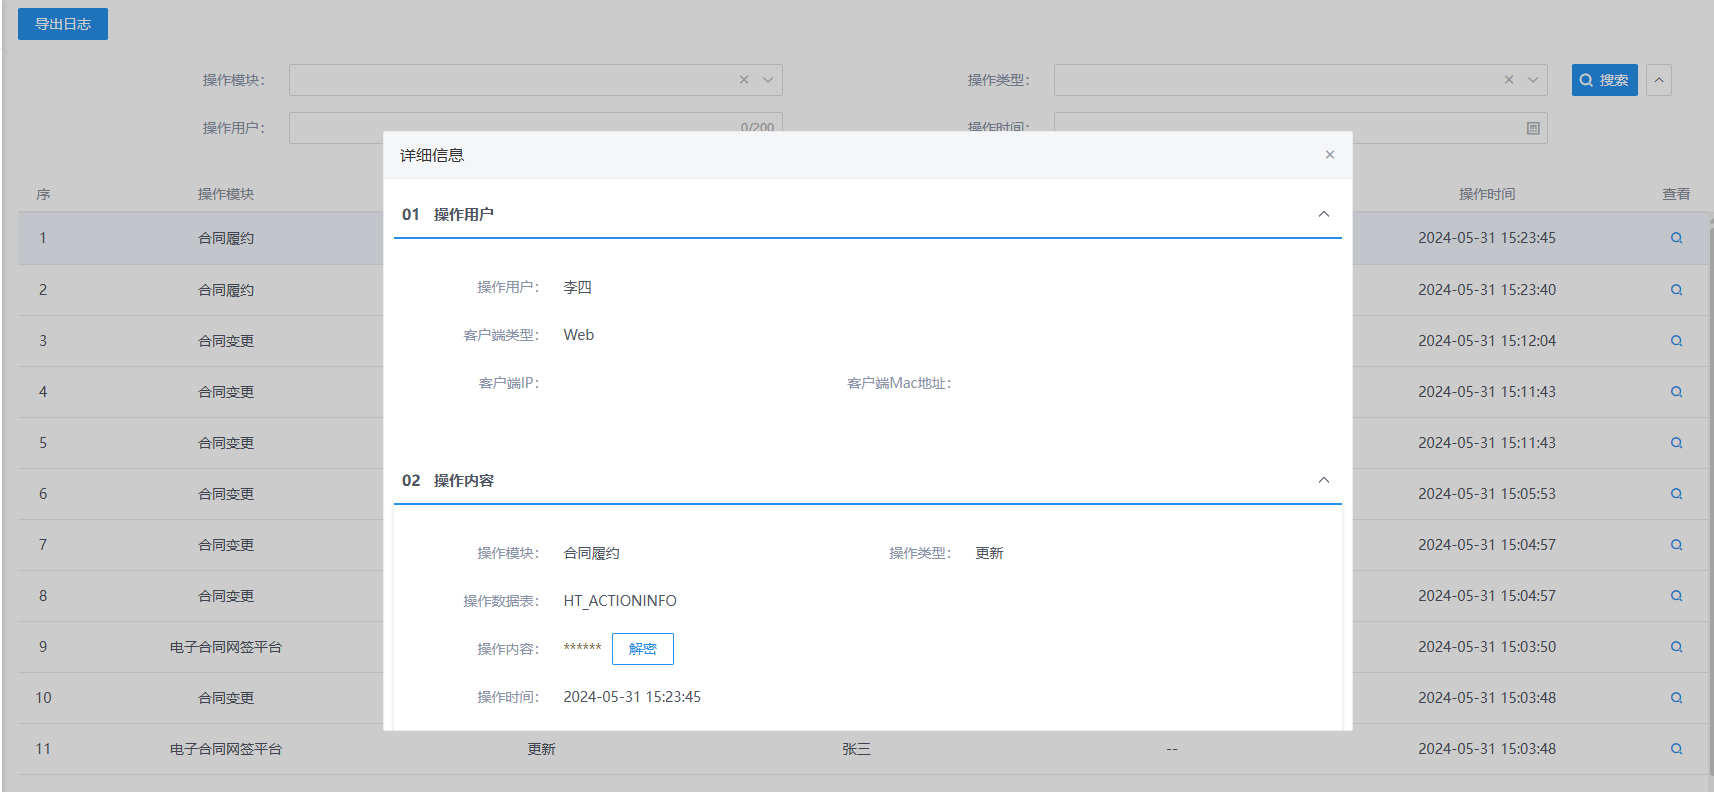 导出日志
操作模块： 操作类型： 搜索
操作用户： 0/200 操作时间：
详细信息
序 操作模块 操作时间 查看
01 操作用户
1 合同履约 2024-05-31 15:23:45
操作用户： 李四
2 合同履约 2024-05-31 15:23:40
客户端类型： Web
3 合同变更 2024-05-31 15:12:04
客户端IP： 客户端Mac地址：
4 合同变更 2024-05-31 15:11:43
5 合同变更 2024-05-31 15:11:43
02 操作内容
6 合同变更 2024-05-31 15:05:53
7 合同变更 2024-05-31 15:04:57
操作模块： 合同履约 操作类型： 更新
8 合同变更 2024-05-31 15:04:57
操作数据表： HT_ACTIONINFO
9 电子合同网签平台 2024-05-31 15:03:50
操作内容： ****** 解密
10 合同变更 2024-05-31 15:03:48
操作时间： 2024-05-31 15:23:45
11 电子合同网签平台 更新 张三 -- 2024-05-31 15:03:48